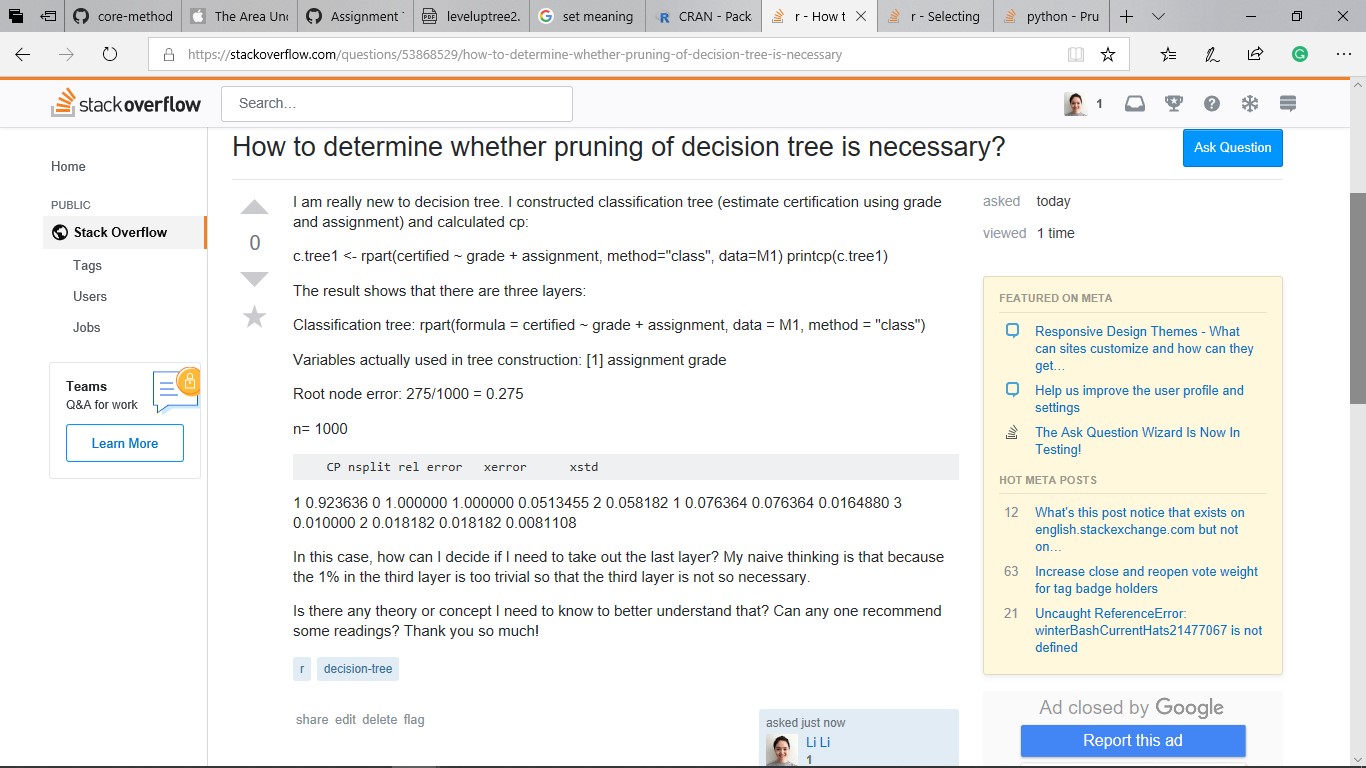 core-method
The Area Und
Assignment
leveluptree2.
set meaning
CRAN - Pack
r - How t
r - Selecting
python - Pru
https://stackoverflow.com/questions/53868529/how-to-determine-whether-pruning-of-decision-tree-is-necessary
stackoverflow
Search...
1
How to determine whether pruning of decision tree is necessary?
Ask Question
Home
PUBLIC
Stack Overflow
Tags
Users
Jobs
Teams
Q&A for work
Learn More
0
I am really new to decision tree. I constructed classification tree (estimate certification using grade
and assignment) and calculated cp:
c.tree1 <- rpart(certified ~ grade + assignment, method="class", data=M1) printcp(c.tree1)
The result shows that there are three layers:
Classification tree: rpart(formula = certified ~ grade + assignment, data = M1, method = "class")
Variables actually used in tree construction: [1] assignment grade
Root node error: 275/1000 = 0.275
n= 1000
CP nsplit rel error xerror xstd
1 0.923636 0 1.000000 1.000000 0.0513455 2 0.058182 1 0.076364 0.076364 0.0164880 3
0.010000 2 0.018182 0.018182 0.0081108
In this case, how can I decide if I need to take out the last layer? My naive thinking is that because
the 1% in the third layer is too trivial so that the third layer is not so necessary.
Is there any theory or concept I need to know to better understand that? Can any one recommend
some readings? Thank you so much!
r
decision-tree
share edit delete flag
asked just now
Li Li
1
asked today
viewed 1 time
FEATURED ON META
Responsive Design Themes - What
can sites customize and how can they
get…
Help us improve the user profile and
settings
The Ask Question Wizard Is Now In
Testing!
HOT META POSTS
12 What's this post notice that exists on
english.stackexchange.com but not
on…
63 Increase close and reopen vote weight
for tag badge holders
21 Uncaught ReferenceError:
winterBashCurrentHats21477067 is not
defined
Ad closed by Google
Report this ad